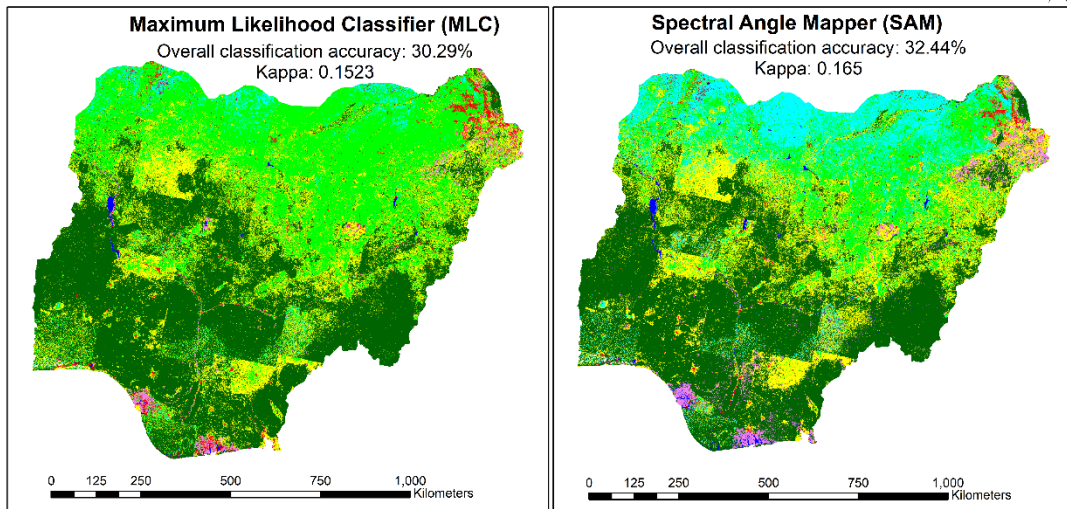 Maximum Likelihood Classifier (MLC)
Overall classification accuracy: 30.29%
Kappa: 0.1523
0 125 250 500 750 1,000
Kilometers
Spectral Angle Mapper (SAM)
Overall classification accuracy: 32.44%
Kappa: 0.165
0 125 250 500 750 1,000
Kilometers